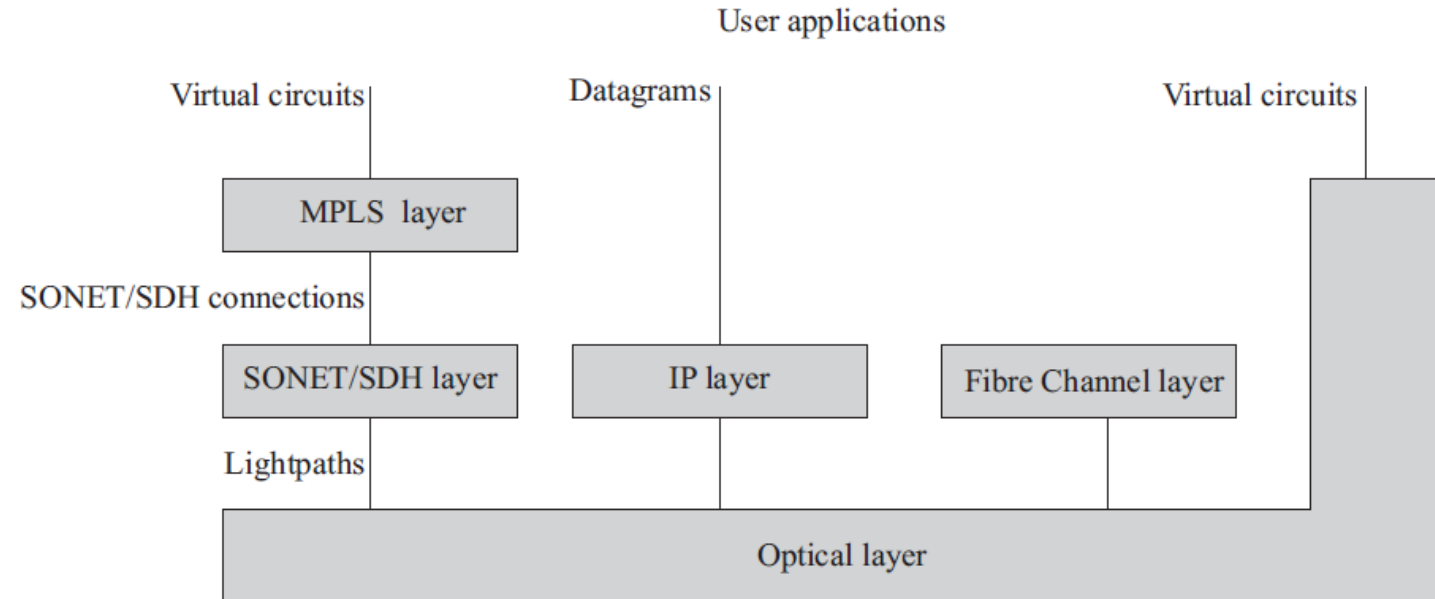 User applications
Virtual circuits
Datagrams
Virtual circuits
MPLS layer
SONET/SDH connections
SONET/SDH layer
IP layer
Fibre Channel layer
Lightpaths
Optical layer